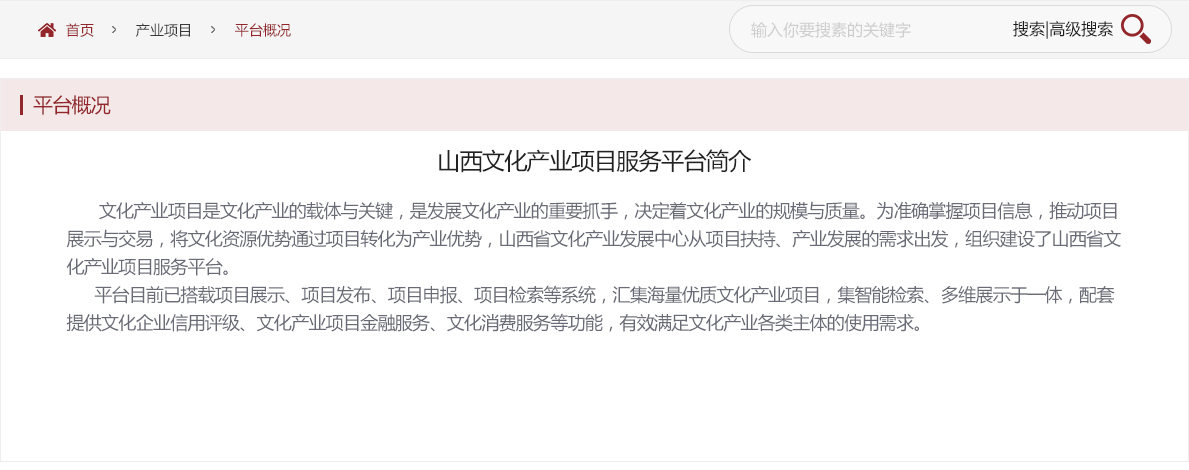 首页 > 产业项目 > 平台概况
输入你要搜素的关键字
搜索|高级搜索
平台概况
山西文化产业项目服务平台简介
文化产业项目是文化产业的载体与关键，是发展文化产业的重要抓手，决定着文化产业的规模与质量。为准确掌握项目信息，推动项目
展示与交易，将文化资源优势通过项目转化为产业优势，山西省文化产业发展中心从项目扶持、产业发展的需求出发，组织建设了山西省文
化产业项目服务平台。
平台目前已搭载项目展示、项目发布、项目申报、项目检索等系统，汇集海量优质文化产业项目，集智能检索、多维展示于一体，配套
提供文化企业信用评级、文化产业项目金融服务、文化消费服务等功能，有效满足文化产业各类主体的使用需求。